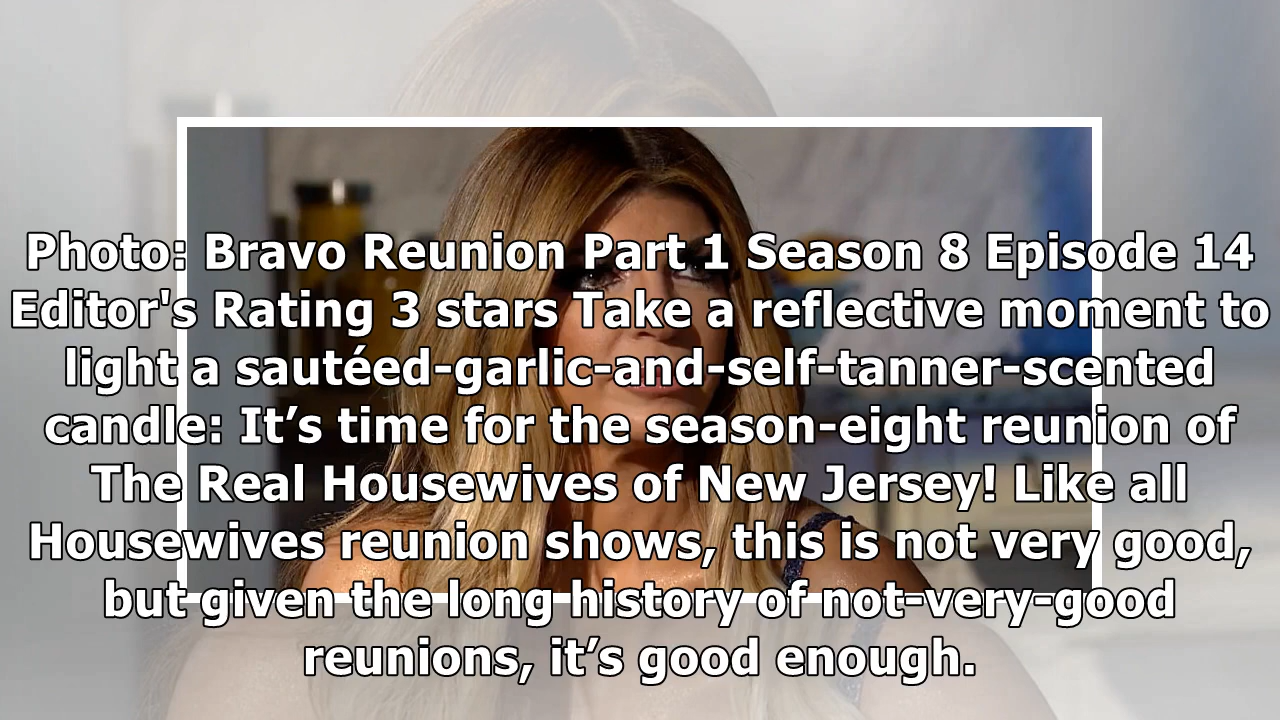 Photo: Bravo Reunion Part 1 Season 8 Episode 14
Editor's Rating 3 stars Take a reflective moment to
light a sautéed-garlic-and-self-tanner-scented
candle: It’s time for the season-eight reunion of
The Real Housewives of New Jersey! Like all
Housewives reunion shows, this is not very good,
but given the long history of not-very-good
reunions, it’s good enough.